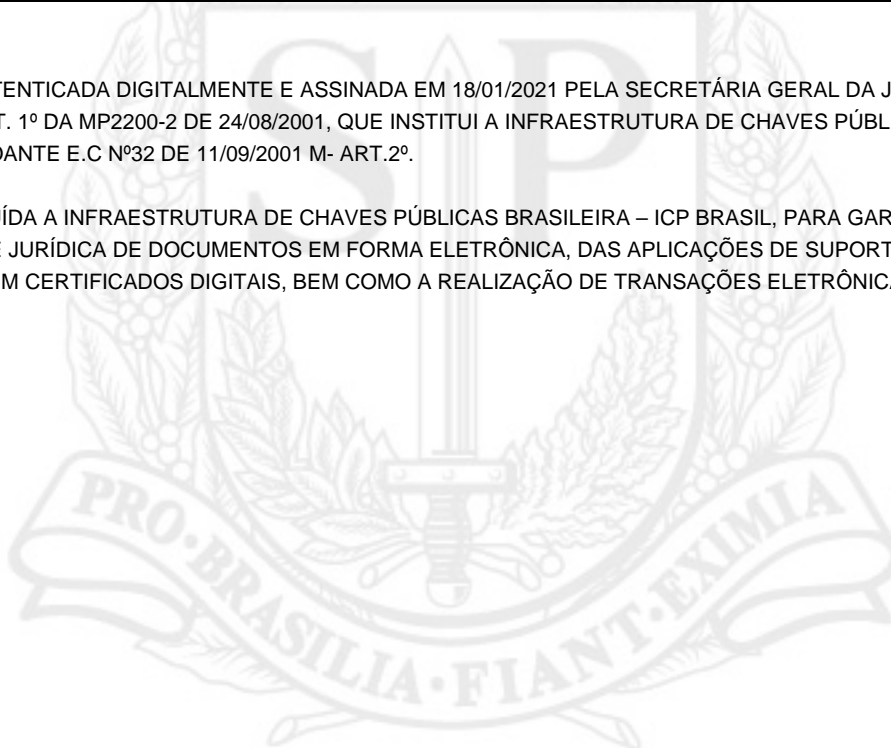 TENTICADA DIGITALMENTE E ASSINADA EM 18/01/2021 PELA SECRETÁRIA GERAL DA J
T. 1º DA MP2200-2 DE 24/08/2001, QUE INSTITUI A INFRAESTRUTURA DE CHAVES PÚBL
DANTE E.C Nº32 DE 11/09/2001 M- ART.2º.
ÍDA A INFRAESTRUTURA DE CHAVES PÚBLICAS BRASILEIRA – ICP BRASIL, PARA GAR
E JURÍDICA DE DOCUMENTOS EM FORMA ELETRÔNICA, DAS APLICAÇÕES DE SUPORT
M CERTIFICADOS DIGITAIS, BEM COMO A REALIZAÇÃO DE TRANSAÇÕES ELETRÔNICA
SP
PRO·BRASILIA·FIANT·EXIMIA